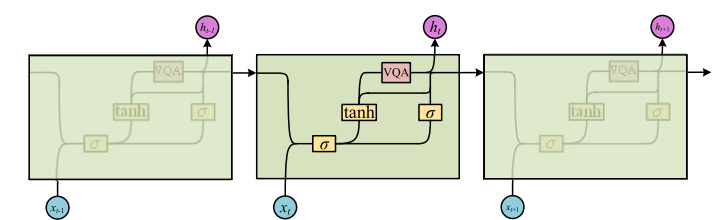 h_{t-1} h_t h_{t+1}
VQA VQA VQA
tanh σ tanh σ tanh σ
σ σ σ
x_{t-1} x_t x_{t+1}